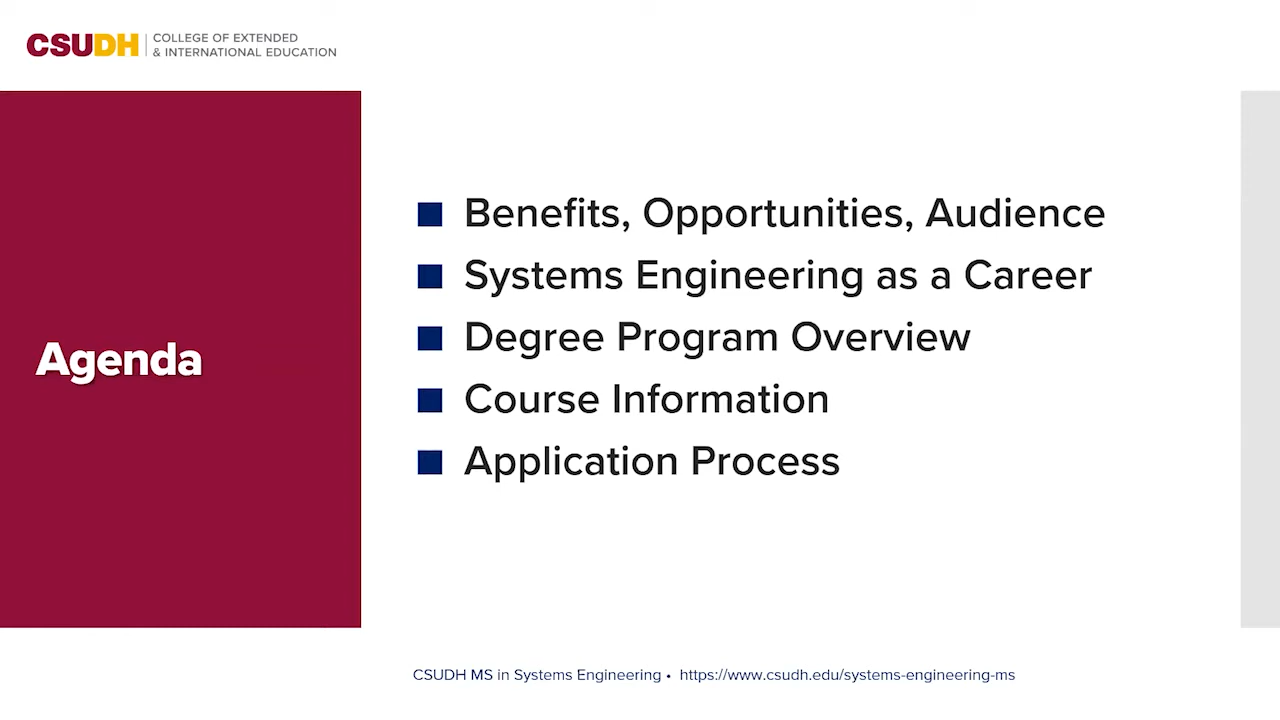 CSUDH
COLLEGE OF EXTENDED
& INTERNATIONAL EDUCATION
Agenda
Benefits, Opportunities, Audience
Systems Engineering as a Career
Degree Program Overview
Course Information
Application Process
CSUDH MS in Systems Engineering • https://www.csudh.edu/systems-engineering-ms